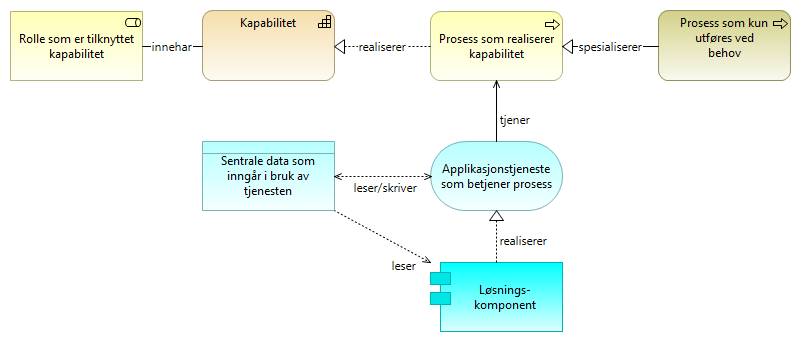 Rolle som er tilknyttet
kapabilitet
innehar
Kapabilitet
realiserer
Prosess som realiserer
kapabilitet
spesialiserer
Prosess som kun
utføres ved
behov
tjener
Sentrale data som
inngår i bruk av
tjenesten
leser/skriver
Applikasjonstjeneste
som betjener prosess
realiserer
leser
Løsnings-
komponent